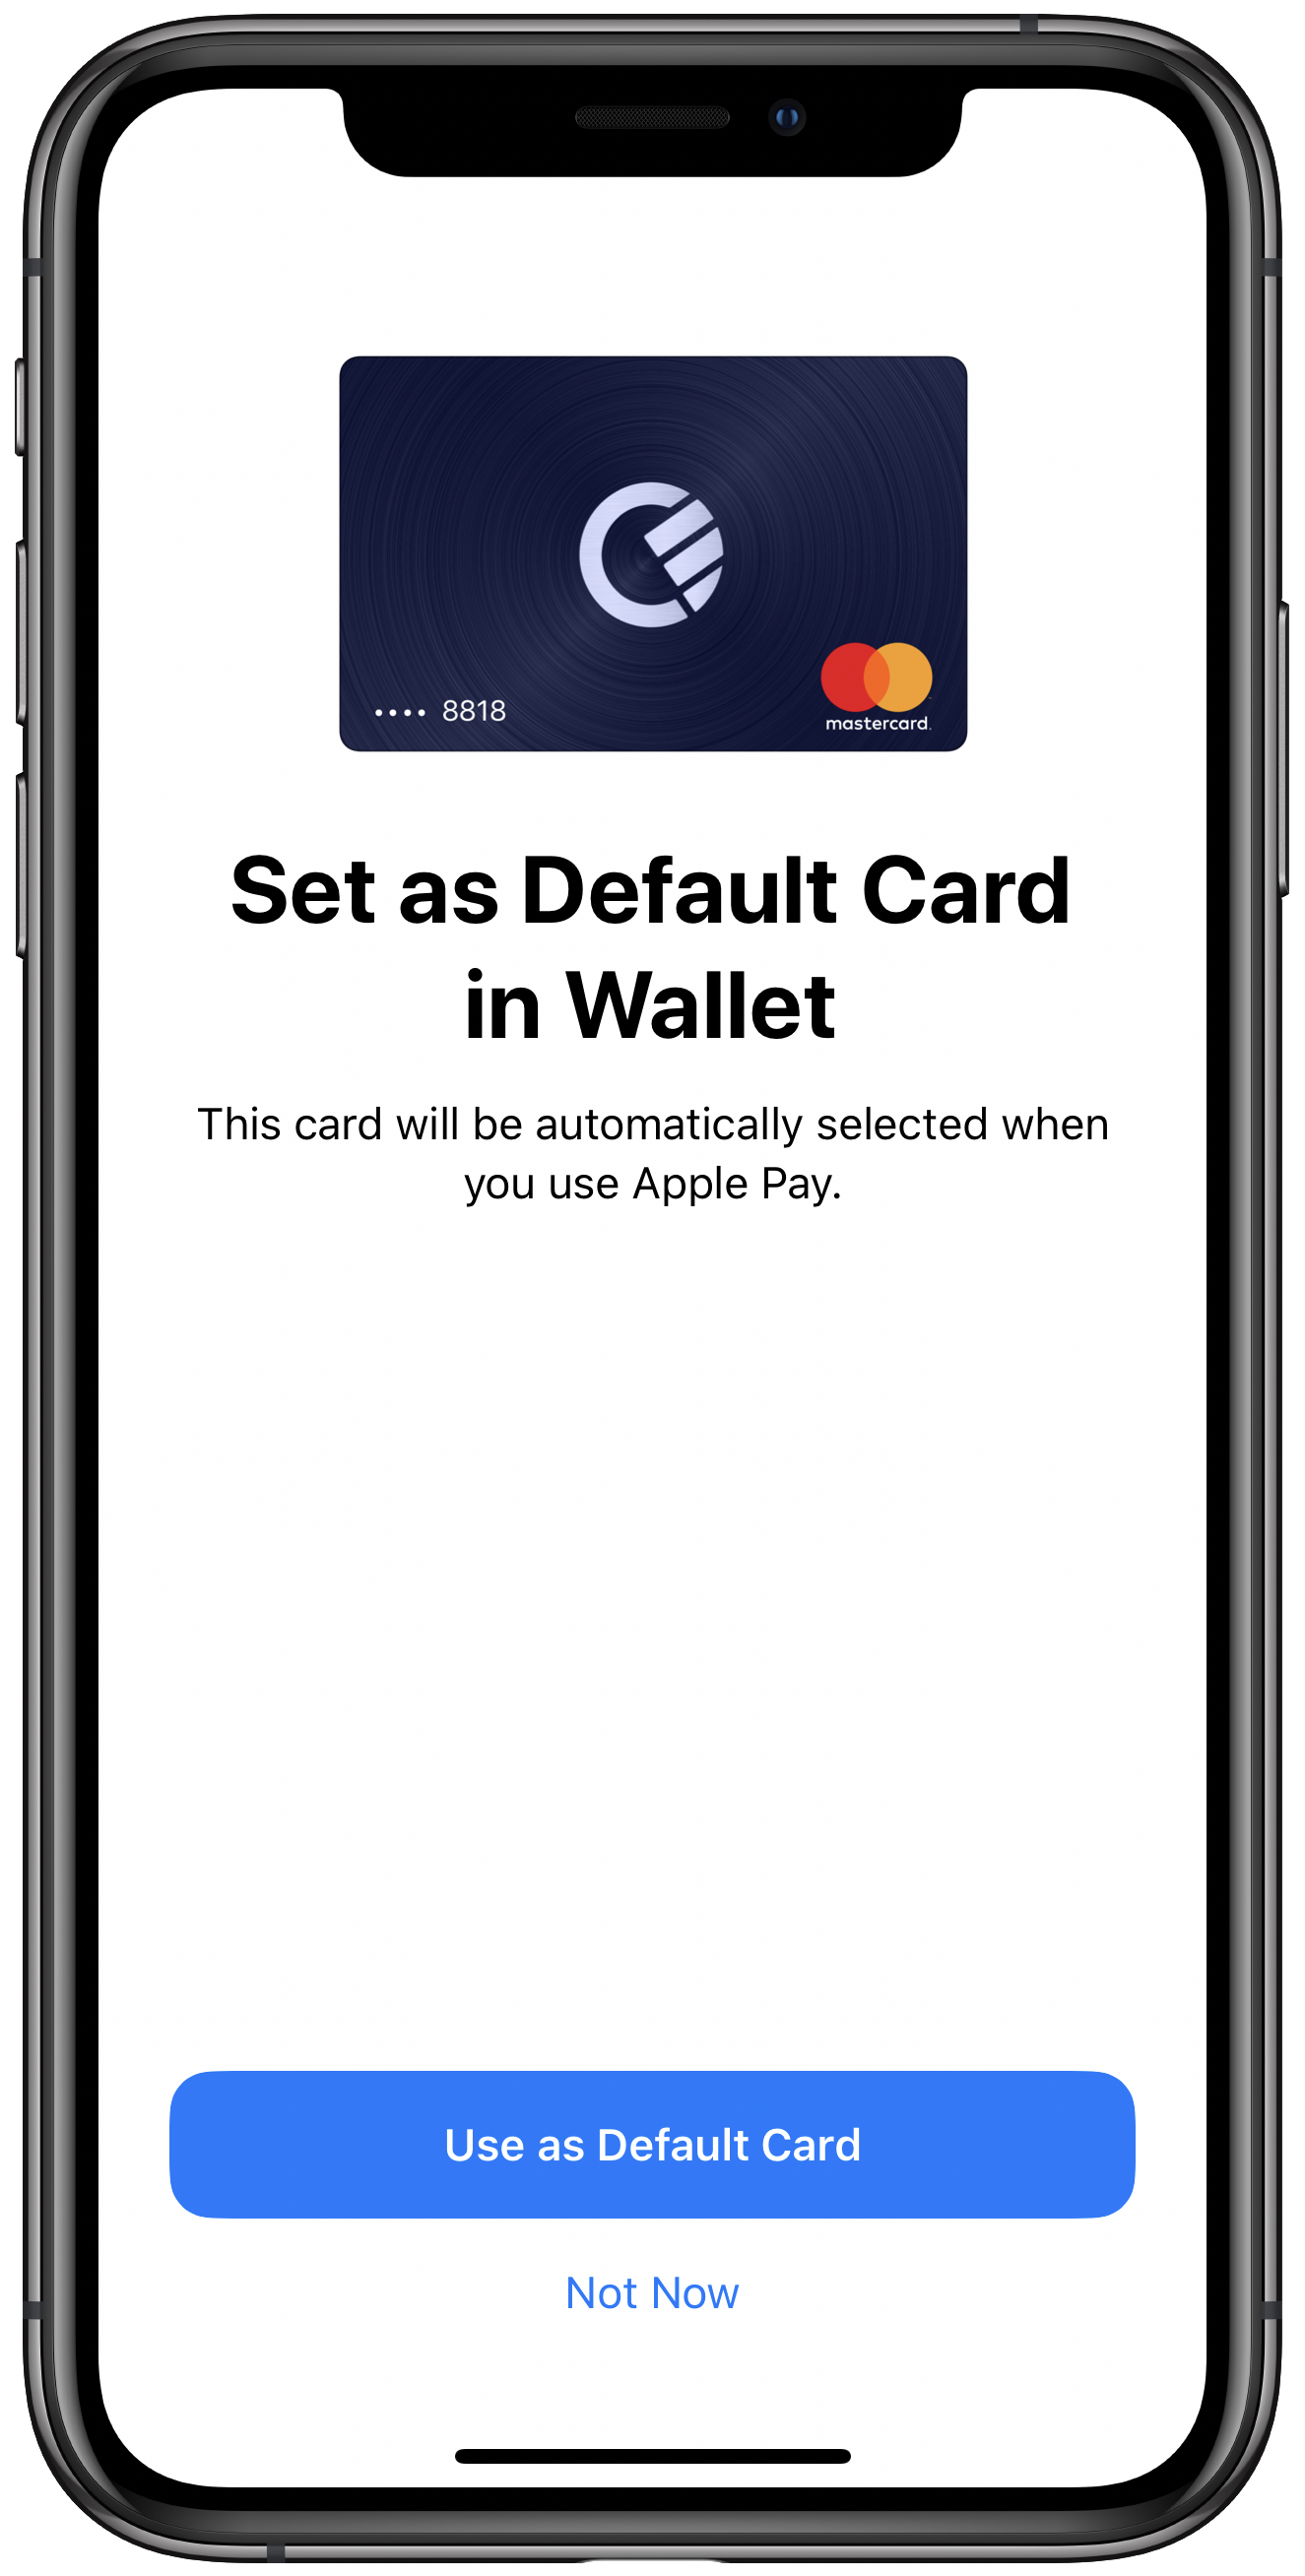 •••• 8818
mastercard.
Set as Default Card
in Wallet
This card will be automatically selected when
you use Apple Pay.
Use as Default Card
Not Now